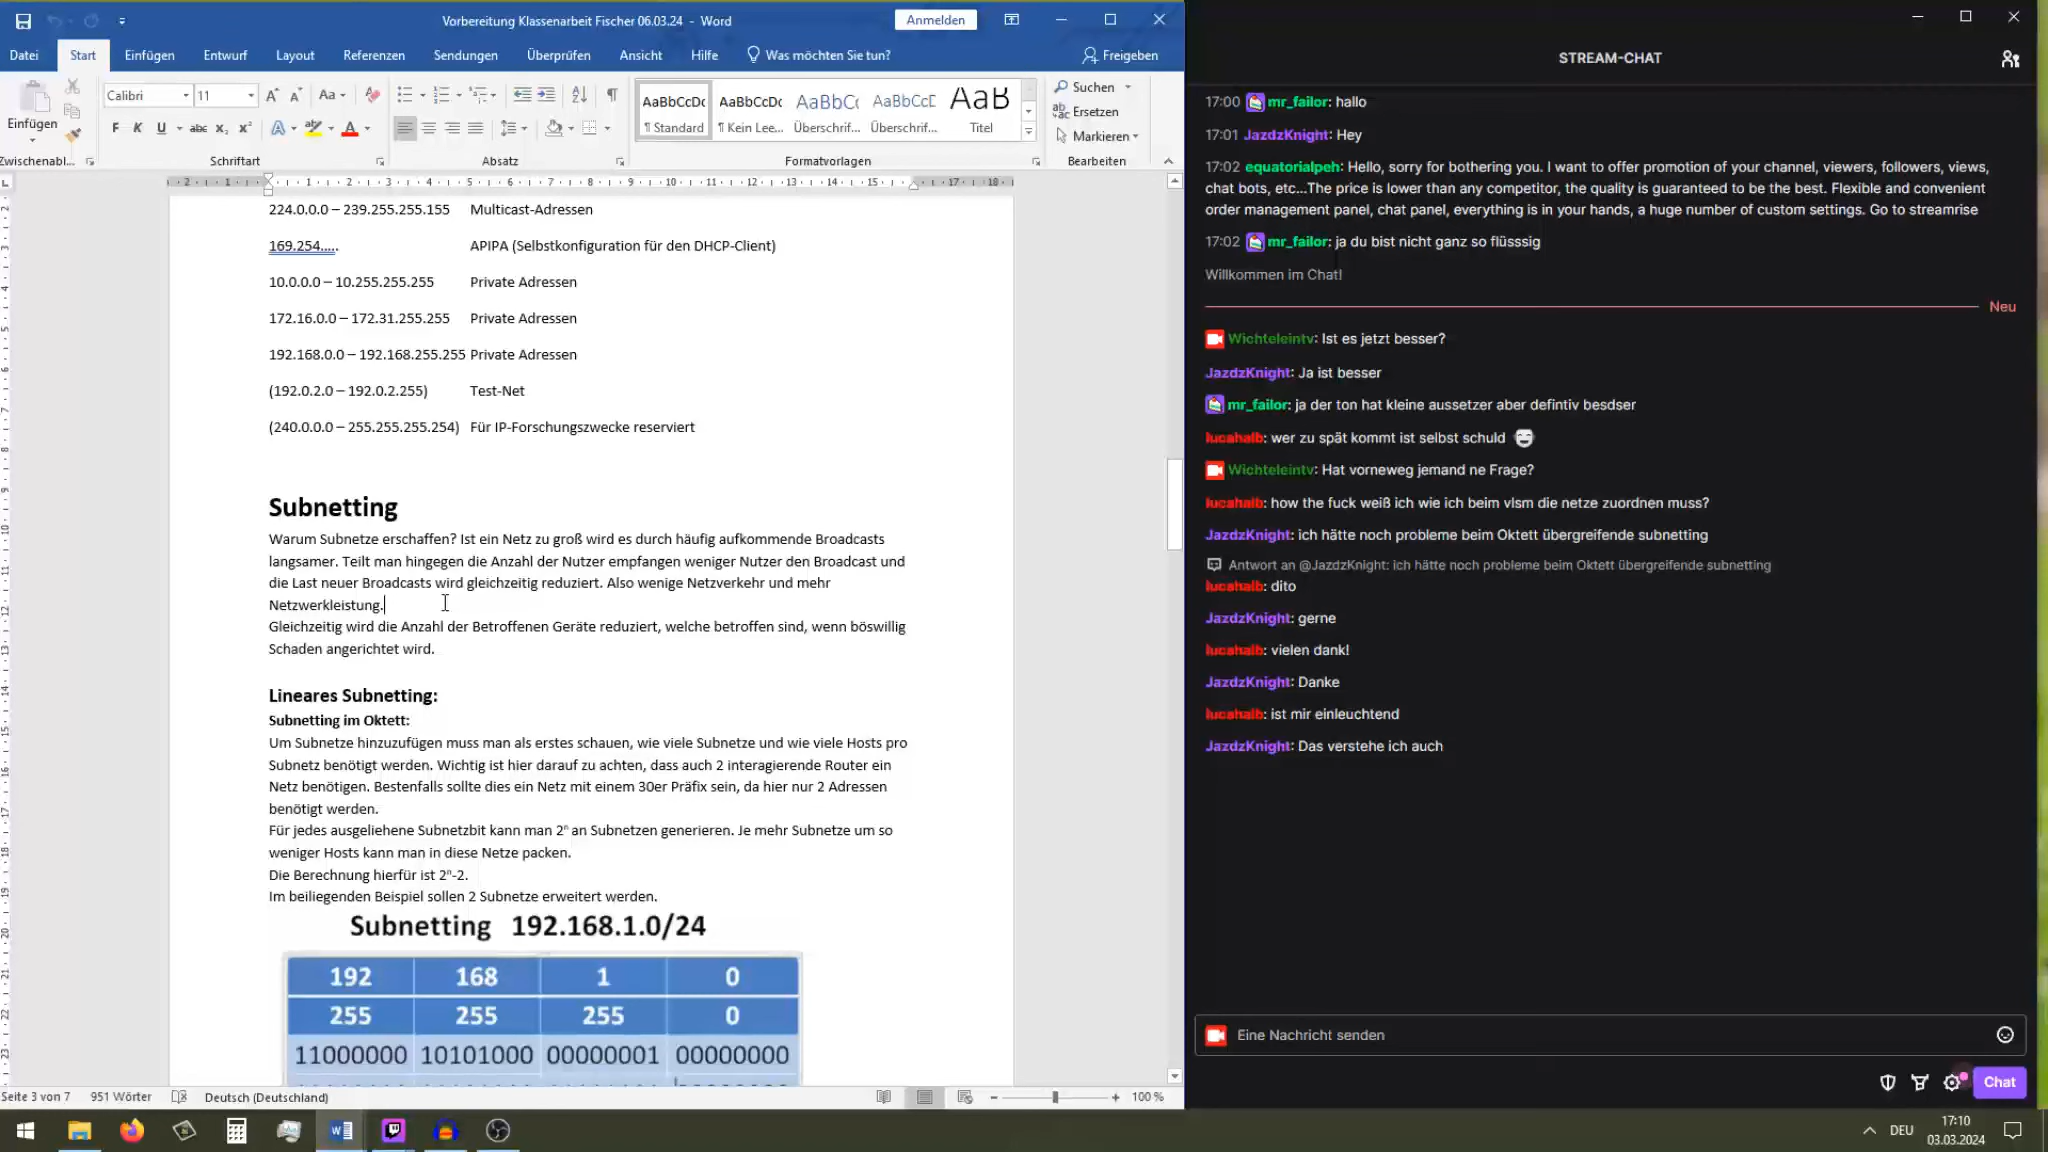 Vorbereitung Klassenarbeit Fischer 06.03.24 - Word
Anmelden
Datei
Start
Einfügen
Entwurf
Layout
Referenzen
Sendungen
Überprüfen
Ansicht
Hilfe
Was möchten Sie tun?
Freigeben
Einfügen
Calibri
11
Zwischenabl...
Schriftart
Absatz
AaBbCcDc
¶ Standard
AaBbCcDc
¶ Kein Lee...
AaBbCc
Überschrif...
AaBbCcD
Überschrif...
AaB
Titel
Formatvorlagen
Suchen
Ersetzen
Markieren
Bearbeiten
224.0.0.0 – 239.255.255.155 Multicast-Adressen
169.254..... APIPA (Selbstkonfiguration für den DHCP-Client)
10.0.0.0 – 10.255.255.255 Private Adressen
172.16.0.0 – 172.31.255.255 Private Adressen
192.168.0.0 – 192.168.255.255 Private Adressen
(192.0.2.0 – 192.0.2.255) Test-Net
(240.0.0.0 – 255.255.255.254) Für IP-Forschungszwecke reserviert
Subnetting
Warum Subnetze erschaffen? Ist ein Netz zu groß wird es durch häufig aufkommende Broadcasts
langsamer. Teilt man hingegen die Anzahl der Nutzer empfangen weniger Nutzer den Broadcast und
die Last neuer Broadcasts wird gleichzeitig reduziert. Also wenige Netzverkehr und mehr
Netzwerkleistung.
Gleichzeitig wird die Anzahl der Betroffenen Geräte reduziert, welche betroffen sind, wenn böswillig
Schaden angerichtet wird.
Lineares Subnetting:
Subnetting im Oktett:
Um Subnetze hinzuzufügen muss man als erstes schauen, wie viele Subnetze und wie viele Hosts pro
Subnetz benötigt werden. Wichtig ist hier darauf zu achten, dass auch 2 interagierende Router ein
Netz benötigen. Bestenfalls sollte dies ein Netz mit einem 30er Präfix sein, da hier nur 2 Adressen
benötigt werden.
Für jedes ausgeliehene Subnetzbit kann man 2ⁿ an Subnetzen generieren. Je mehr Subnetze um so
weniger Hosts kann man in diese Netze packen.
Die Berechnung hierfür ist 2ⁿ-2.
Im beiliegenden Beispiel sollen 2 Subnetze erweitert werden.
Subnetting 192.168.1.0/24
192 168 1 0
255 255 255 0
11000000 10101000 00000001 00000000
Seite 3 von 7
951 Wörter
Deutsch (Deutschland)
100 %
STREAM-CHAT
17:00 mr_failor: hallo
17:01 JazdzKnight: Hey
17:02 equatorialpeh: Hello, sorry for bothering you. I want to offer promotion of your channel, viewers, followers, views,
chat bots, etc...The price is lower than any competitor, the quality is guaranteed to be the best. Flexible and convenient
order management panel, chat panel, everything is in your hands, a huge number of custom settings. Go to streamrise
17:02 mr_failor: ja du bist nicht ganz so flüsssig
Willkommen im Chat!
Neu
Wichteleintv: Ist es jetzt besser?
JazdzKnight: Ja ist besser
mr_failor: ja der ton hat kleine aussetzer aber defintiv besdser
lucahalb: wer zu spät kommt ist selbst schuld
Wichteleintv: Hat vorneweg jemand ne Frage?
lucahalb: how the fuck weiß ich wie ich beim vlsm die netze zuordnen muss?
JazdzKnight: ich hätte noch probleme beim Oktett übergreifende subnetting
Antwort an @JazdzKnight: ich hätte noch probleme beim Oktett übergreifende subnetting
lucahalb: dito
JazdzKnight: gerne
lucahalb: vielen dank!
JazdzKnight: Danke
lucahalb: ist mir einleuchtend
JazdzKnight: Das verstehe ich auch
Eine Nachricht senden
Chat
DEU
17:10
03.03.2024